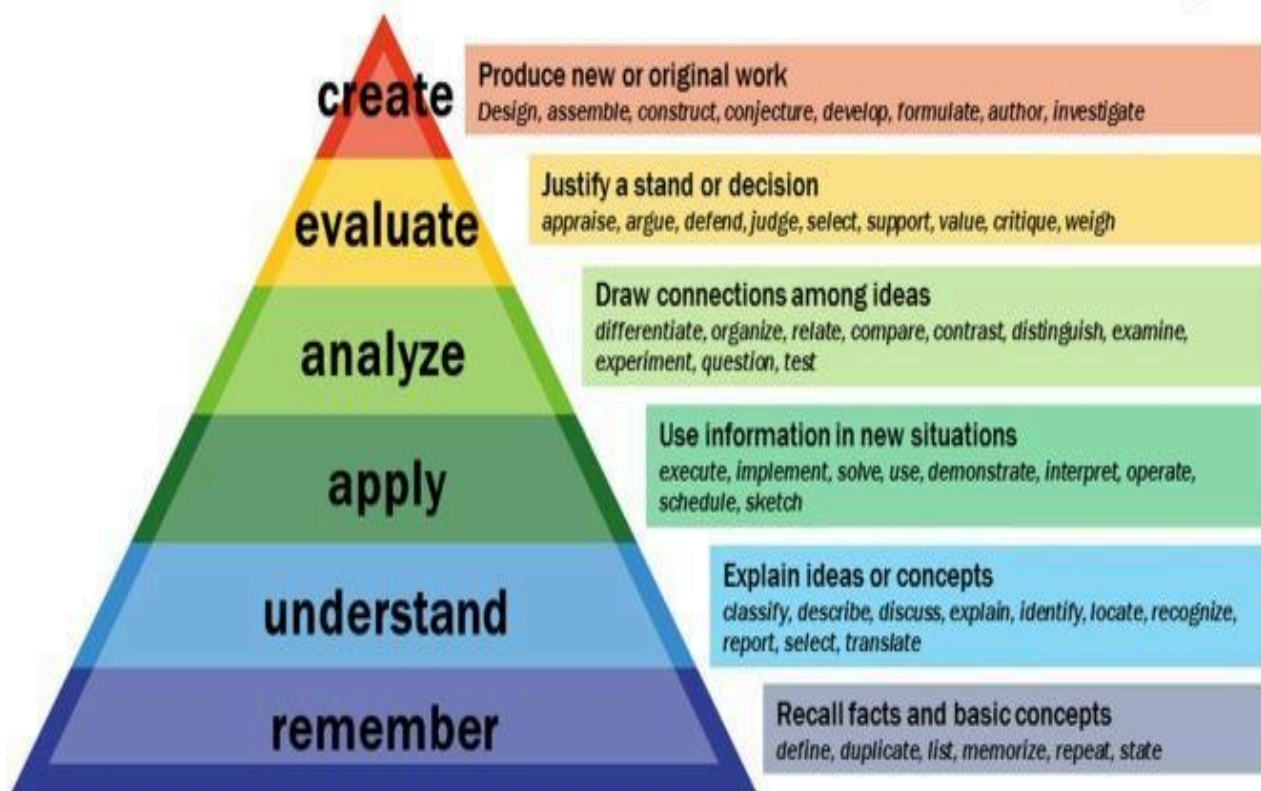 create
Produce new or original work
Design, assemble, construct, conjecture, develop, formulate, author, investigate
evaluate
Justify a stand or decision
appraise, argue, defend, judge, select, support, value, critique, weigh
analyze
Draw connections among ideas
differentiate, organize, relate, compare, contrast, distinguish, examine,
experiment, question, test
apply
Use information in new situations
execute, implement, solve, use, demonstrate, interpret, operate,
schedule, sketch
understand
Explain ideas or concepts
classify, describe, discuss, explain, identify, locate, recognize,
report, select, translate
remember
Recall facts and basic concepts
define, duplicate, list, memorize, repeat, state